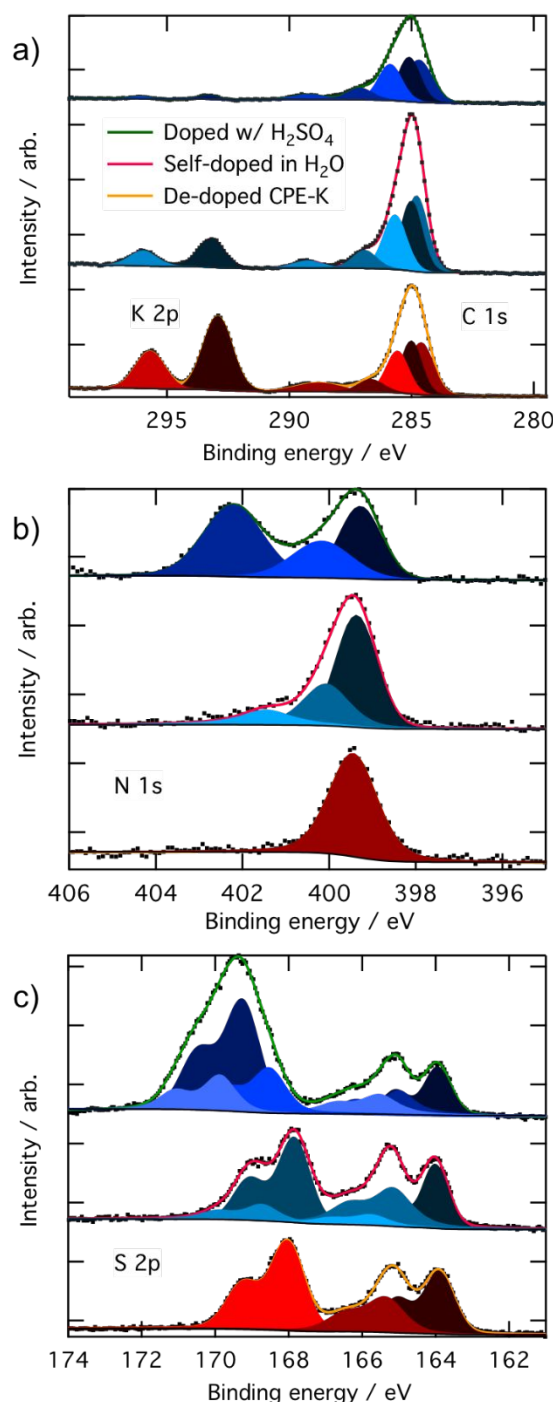 a)
Doped w/ H₂SO₄
Self-doped in H₂O
De-doped CPE-K
K 2p
C 1s
Intensity / arb.
295 290 285 280
Binding energy / eV
b)
N 1s
Intensity / arb.
406 404 402 400 398 396
Binding energy / eV
c)
S 2p
Intensity / arb.
174 172 170 168 166 164 162
Binding energy / eV